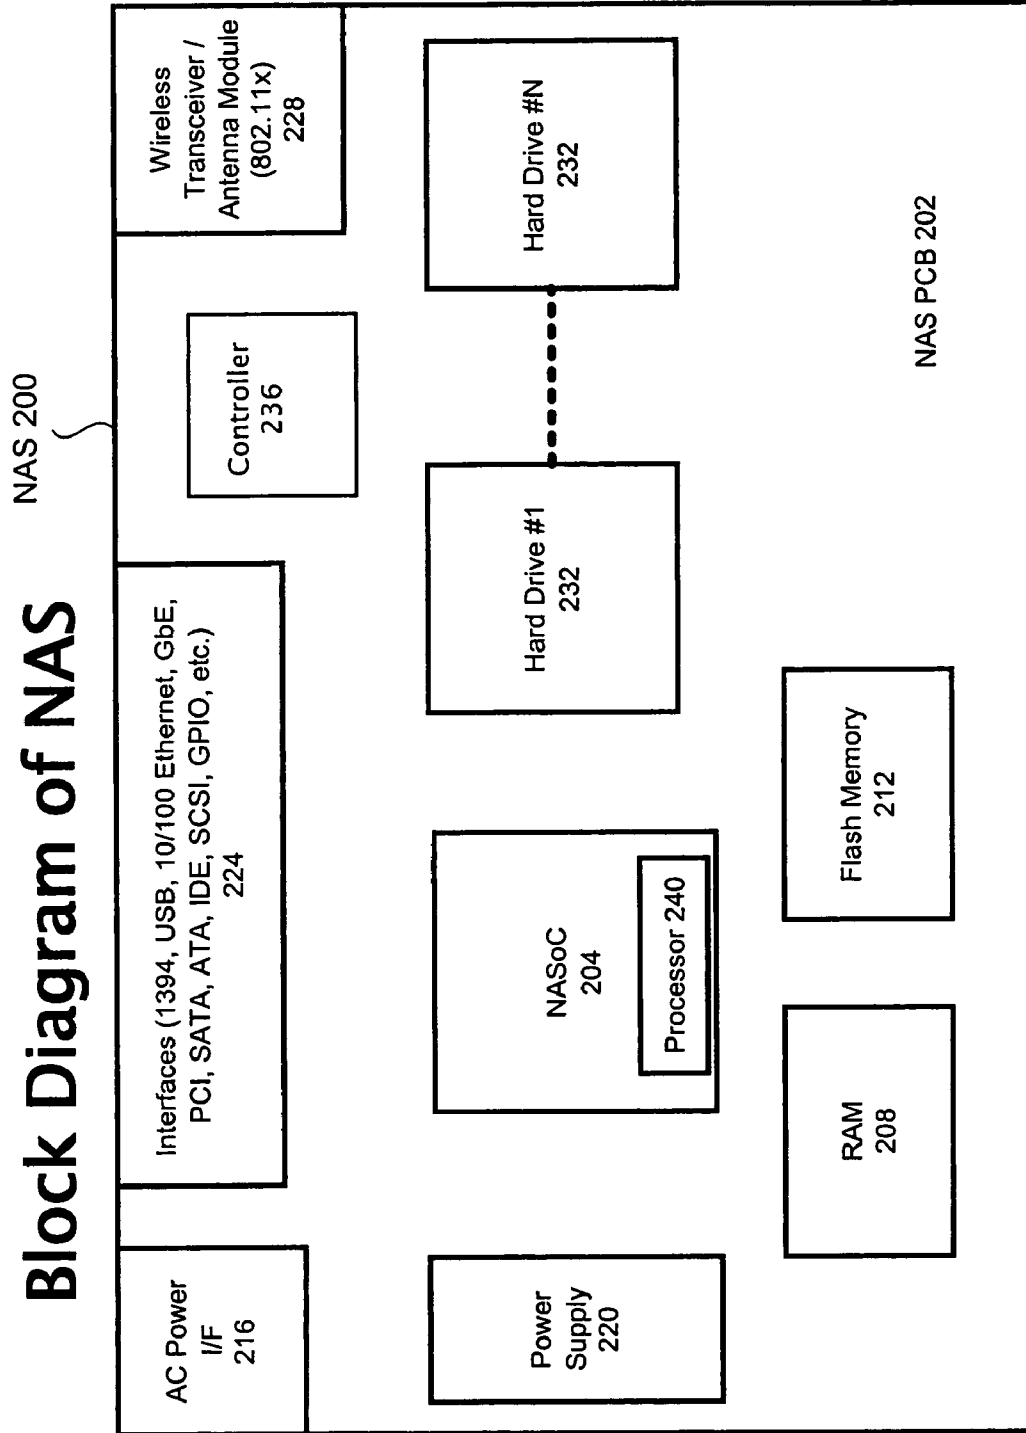 Block Diagram of NAS
NAS 200
AC Power
I/F
216
Interfaces (1394, USB, 10/100 Ethernet, GbE,
PCI, SATA, ATA, IDE, SCSI, GPIO, etc.)
224
Controller
236
Wireless
Transceiver /
Antenna Module
(802.11x)
228
Power
Supply
220
NASoC
204
Processor 240
Hard Drive #1
232
Hard Drive #N
232
RAM
208
Flash Memory
212
NAS PCB 202